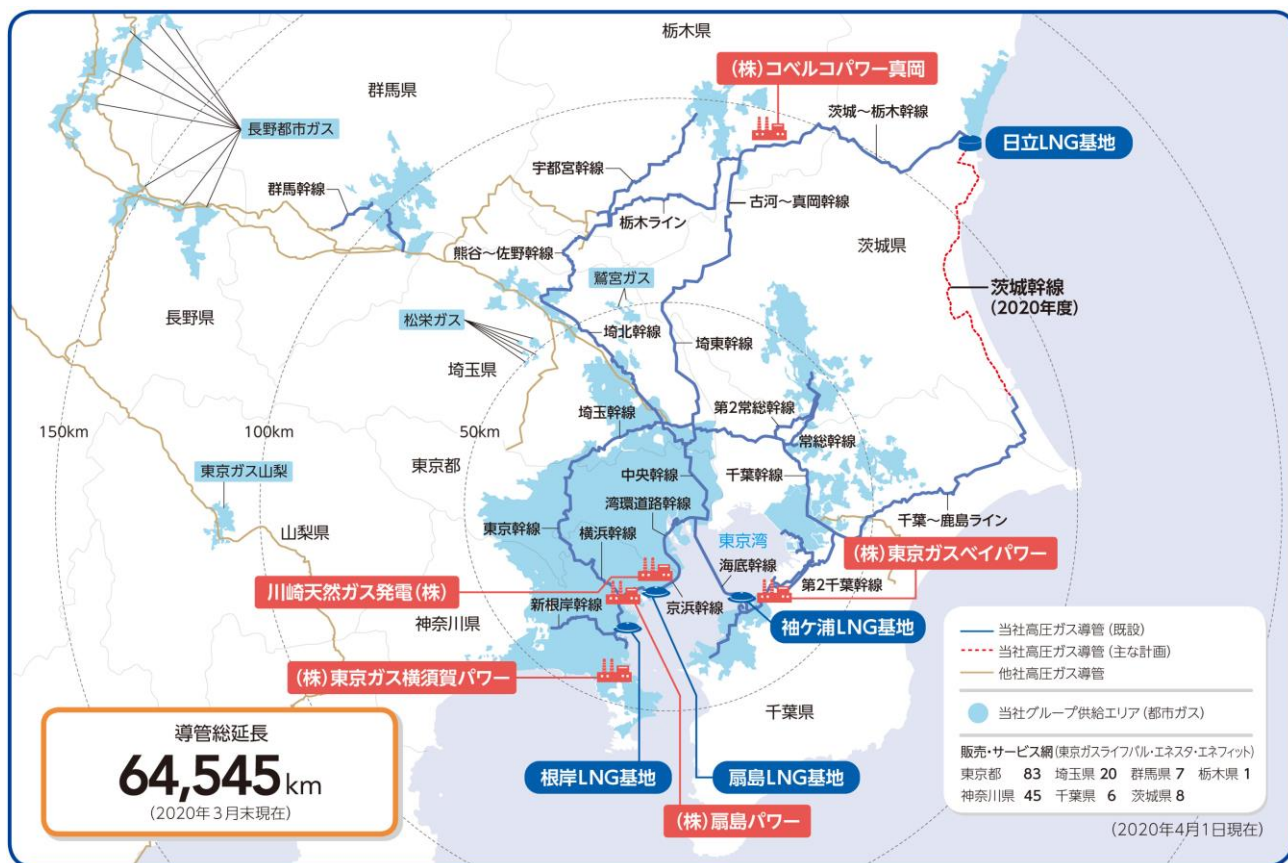 栃木県
(株)コベルコパワー真岡
群馬県
茨城〜栃木幹線
長野都市ガス
日立LNG基地
宇都宮幹線
群馬幹線
栃木ライン
古河〜真岡幹線
茨城県
熊谷〜佐野幹線
鷲宮ガス
茨城幹線
(2020年度)
長野県
松栄ガス
埼北幹線
埼東幹線
埼玉県
埼玉幹線
第2常総幹線
150km
100km
50km
常総幹線
東京都
中央幹線
千葉幹線
東京ガス山梨
湾環道路幹線
千葉〜鹿島ライン
山梨県
東京幹線
横浜幹線
東京湾
(株)東京ガスベイパワー
海底幹線
川崎天然ガス発電(株)
第2千葉幹線
新根岸幹線
京浜幹線
神奈川県
袖ケ浦LNG基地
(株)東京ガス横須賀パワー
千葉県
根岸LNG基地
扇島LNG基地
(株)扇島パワー
導管総延長
64,545km
(2020年3月末現在)
当社高圧ガス導管(既設)
当社高圧ガス導管(主な計画)
他社高圧ガス導管
当社グループ供給エリア(都市ガス)
販売・サービス網(東京ガスライフバル・エネスタ・エネフィット)
東京都 83 埼玉県 20 群馬県 7 栃木県 1
神奈川県 45 千葉県 6 茨城県 8
(2020年4月1日現在)